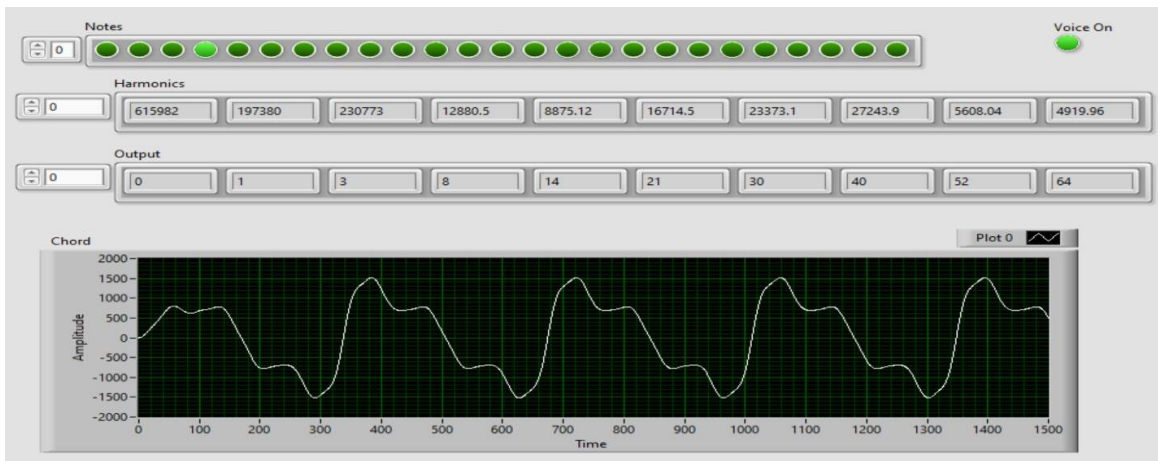 Notes
Voice On
0
Harmonics
0 615982 197380 230773 12880.5 8875.12 16714.5 23373.1 27243.9 5608.04 4919.96
Output
0 0 1 3 8 14 21 30 40 52 64
Chord
Plot 0
2000
1500
1000
500
0
-500
-1000
-1500
-2000
Amplitude
0 100 200 300 400 500 600 700 800 900 1000 1100 1200 1300 1400 1500
Time